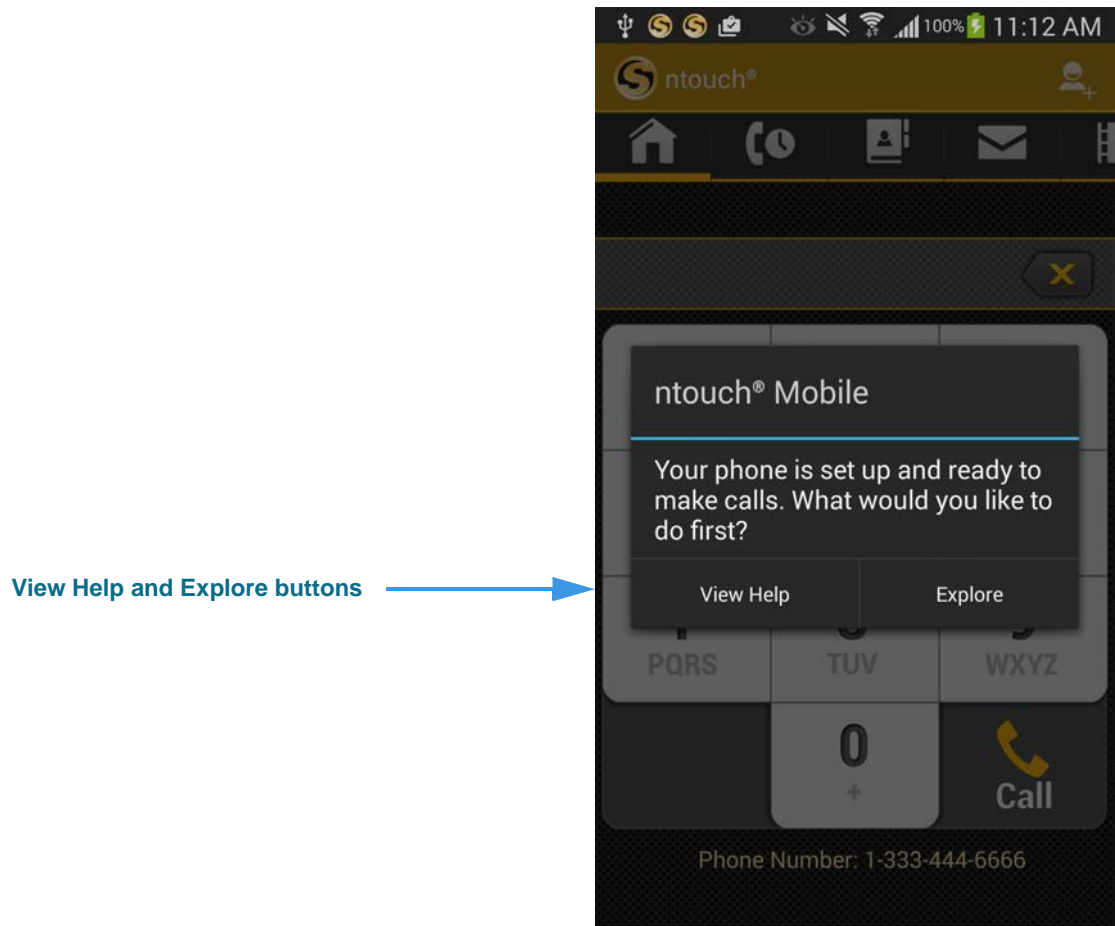 100% 11:12 AM
ntouch®
ntouch® Mobile
Your phone is set up and ready to
make calls. What would you like to
do first?
View Help and Explore buttons
View Help Explore
PQRS TUV WXYZ
0
+
Call
Phone Number: 1-333-444-6666